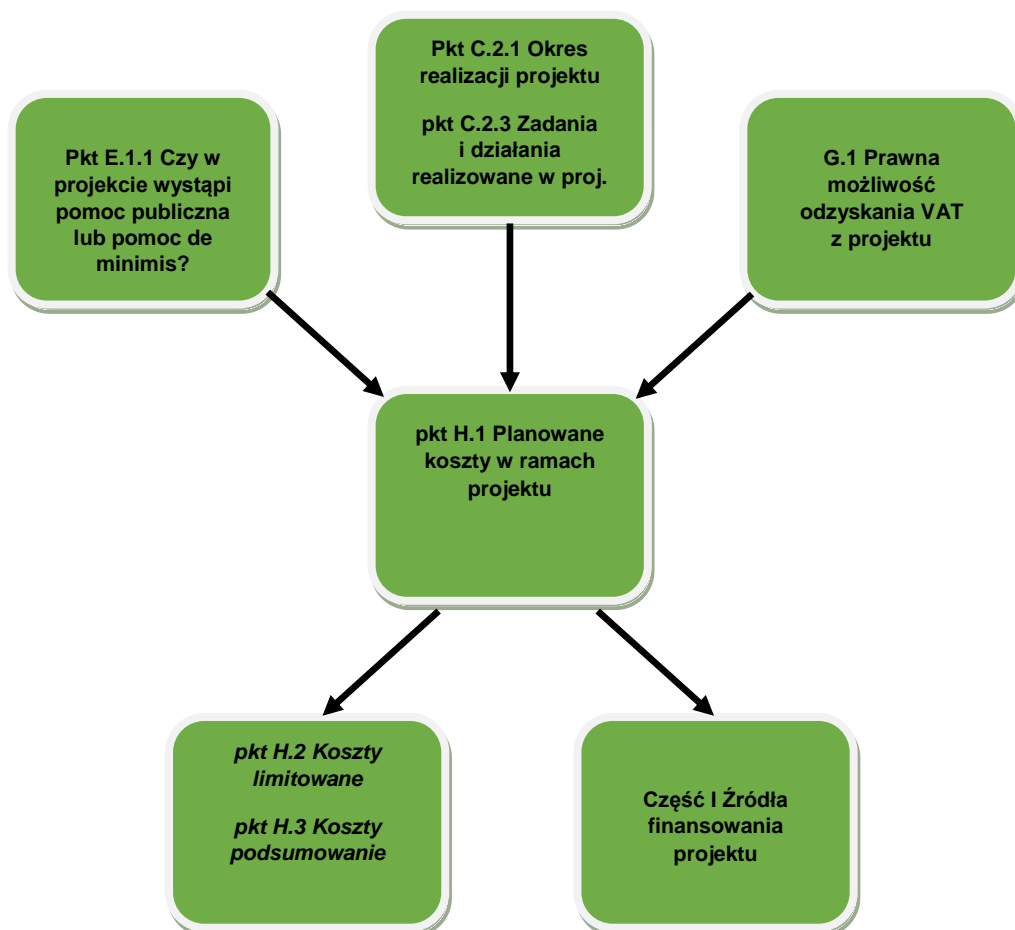 Pkt C.2.1 Okres
realizacji projektu
pkt C.2.3 Zadania
i działania
realizowane w proj.
Pkt E.1.1 Czy w
projekcie wystąpi
pomoc publiczna
lub pomoc de
minimis?
G.1 Prawna
możliwość
odzyskania VAT
z projektu
pkt H.1 Planowane
koszty w ramach
projektu
pkt H.2 Koszty
limitowane
pkt H.3 Koszty
podsumowanie
Część I Źródła
finansowania
projektu